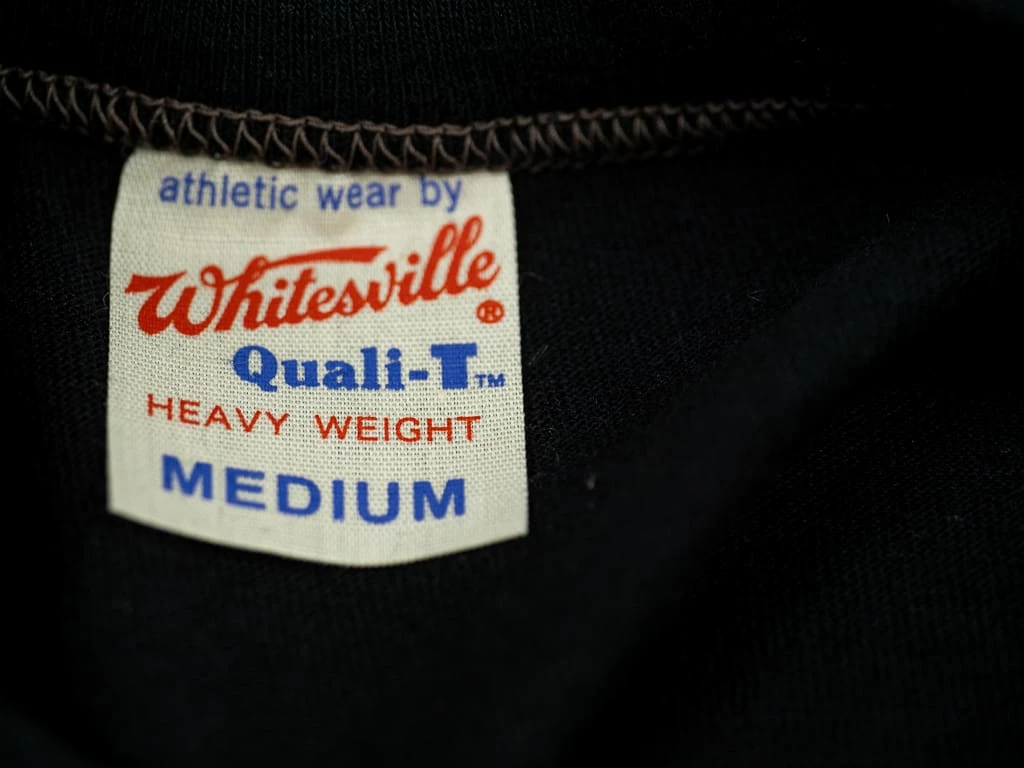 athletic wear by
Whitesville ®
Quali-T™
HEAVY WEIGHT
MEDIUM